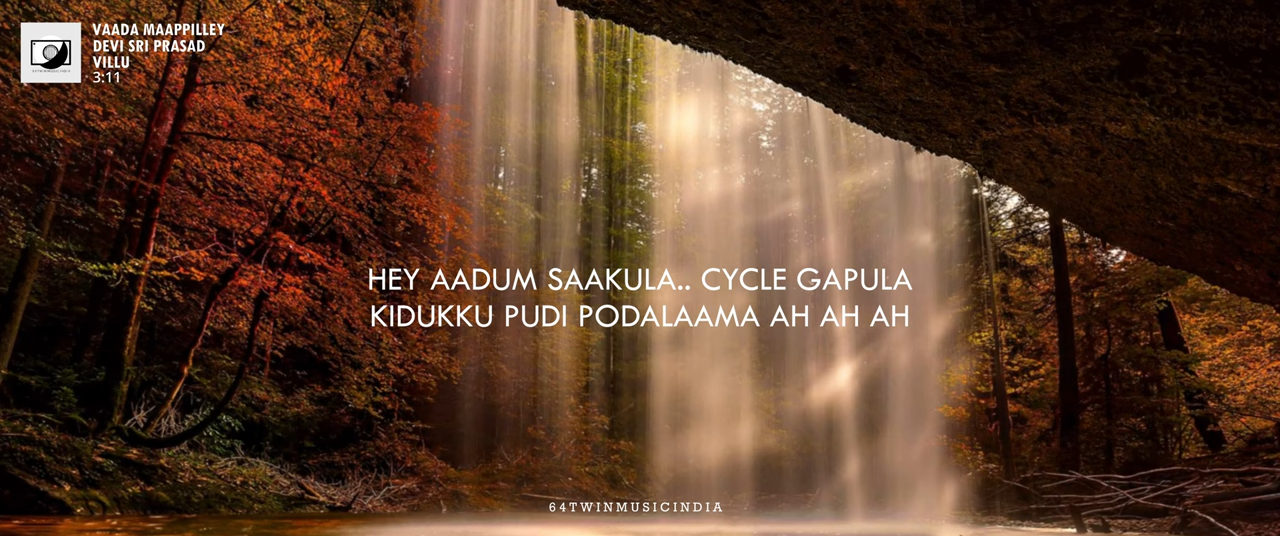 VAADA MAAPPILLEY
DEVI SRI PRASAD
VILLU
3:11
HEY AADUM SAAKULA.. CYCLE GAPULA
KIDUKKU PUDI PODALAAMA AH AH AH
64TWINMUSICINDIA